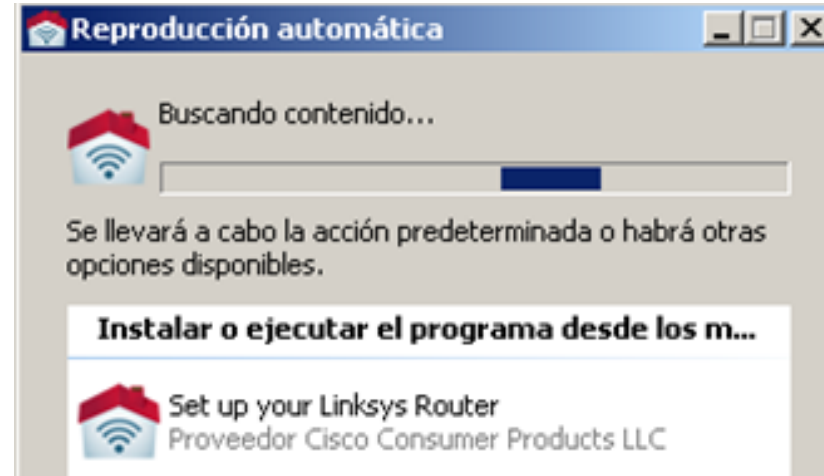 Reproducción automática
Buscando contenido...
Se llevará a cabo la acción predeterminada o habrá otras
opciones disponibles.
Instalar o ejecutar el programa desde los m...
Set up your Linksys Router
Proveedor Cisco Consumer Products LLC